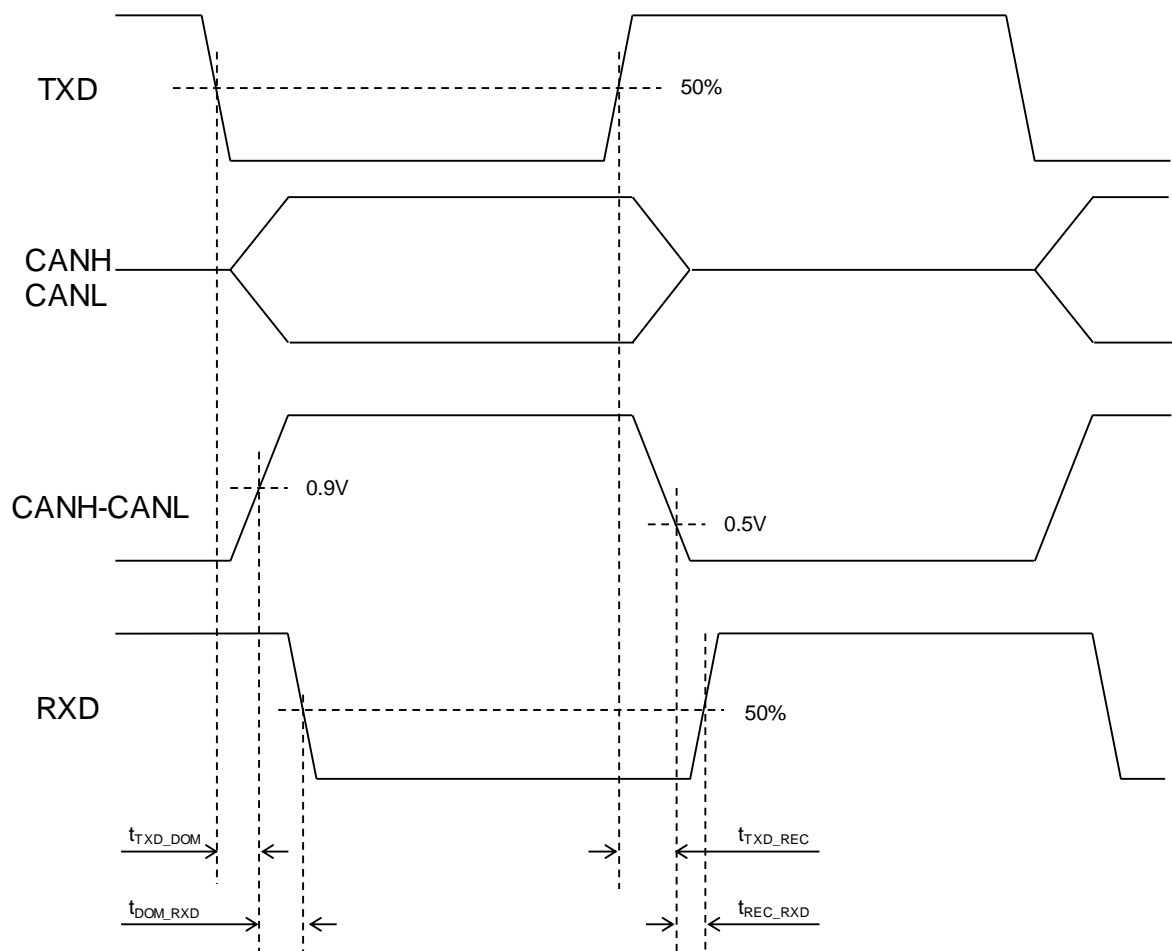 TXD
50%
CANH
CANL
0.9V
CANH-CANL
0.5V
RXD
50%
tTXD_DOM
tTXD_REC
tDOM_RXD
tREC_RXD